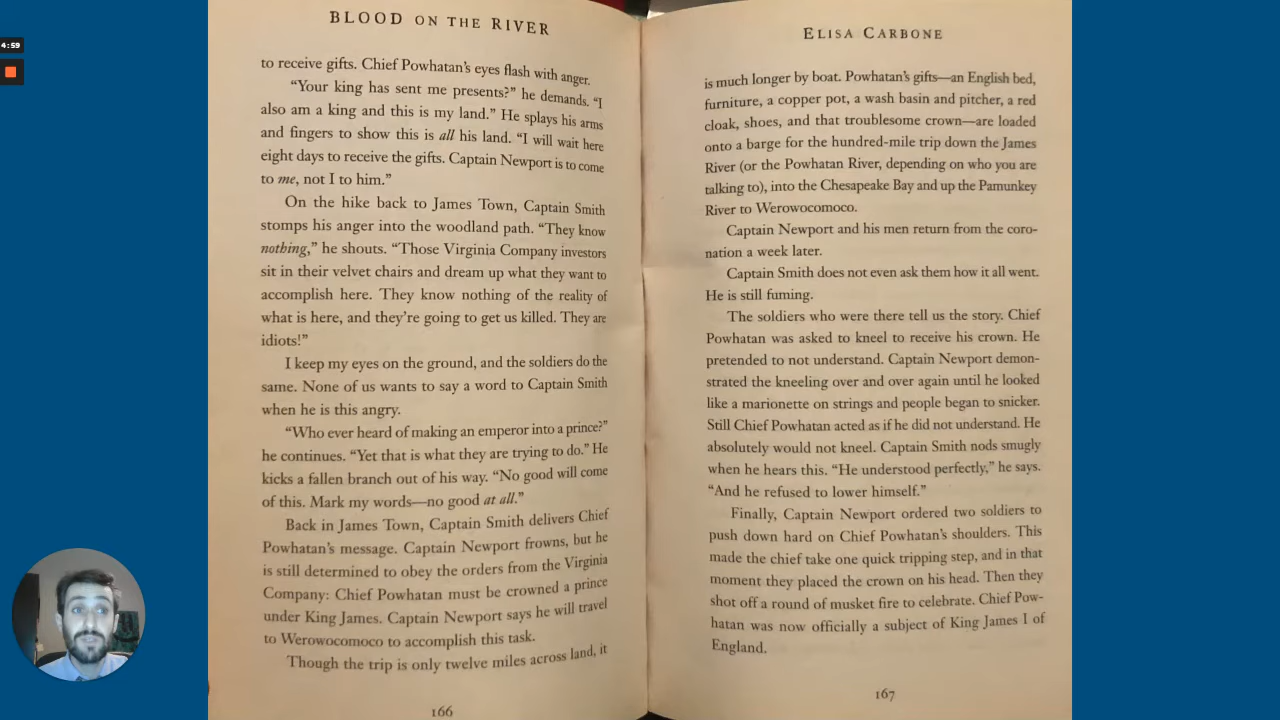 4:59
BLOOD ON THE RIVER
to receive gifts. Chief Powhatan's eyes flash with anger.
“Your king has sent me presents?” he demands. “I
also am a king and this is my land.” He splays his arms
and fingers to show this is all his land. “I will wait here
eight days to receive the gifts. Captain Newport is to come
to me, not I to him.”
On the hike back to James Town, Captain Smith
stomps his anger into the woodland path. “They know
nothing,” he shouts. “Those Virginia Company investors
sit in their velvet chairs and dream up what they want to
accomplish here. They know nothing of the reality of
what is here, and they're going to get us killed. They are
idiots!”
I keep my eyes on the ground, and the soldiers do the
same. None of us wants to say a word to Captain Smith
when he is this angry.
“Who ever heard of making an emperor into a prince?”
he continues. “Yet that is what they are trying to do.” He
kicks a fallen branch out of his way. “No good will come
of this. Mark my words—no good at all.”
Back in James Town, Captain Smith delivers Chief
Powhatan's message. Captain Newport frowns, but he
is still determined to obey the orders from the Virginia
Company: Chief Powhatan must be crowned a prince
under King James. Captain Newport says he will travel
to Werowocomoco to accomplish this task.
Though the trip is only twelve miles across land, it
166
ELISA CARBONE
is much longer by boat. Powhatan's gifts—an English bed,
furniture, a copper pot, a wash basin and pitcher, a red
cloak, shoes, and that troublesome crown—are loaded
onto a barge for the hundred-mile trip down the James
River (or the Powhatan River, depending on who you are
talking to), into the Chesapeake Bay and up the Pamunkey
River to Werowocomoco.
Captain Newport and his men return from the coro-
nation a week later.
Captain Smith does not even ask them how it all went.
He is still fuming.
The soldiers who were there tell us the story. Chief
Powhatan was asked to kneel to receive his crown. He
pretended to not understand. Captain Newport demon-
strated the kneeling over and over again until he looked
like a marionette on strings and people began to snicker.
Still Chief Powhatan acted as if he did not understand. He
absolutely would not kneel. Captain Smith nods smugly
when he hears this. “He understood perfectly,” he says.
“And he refused to lower himself.”
Finally, Captain Newport ordered two soldiers to
push down hard on Chief Powhatan's shoulders. This
made the chief take one quick tripping step, and in that
moment they placed the crown on his head. Then they
shot off a round of musket fire to celebrate. Chief Pow-
hatan was now officially a subject of King James I of
England.
167